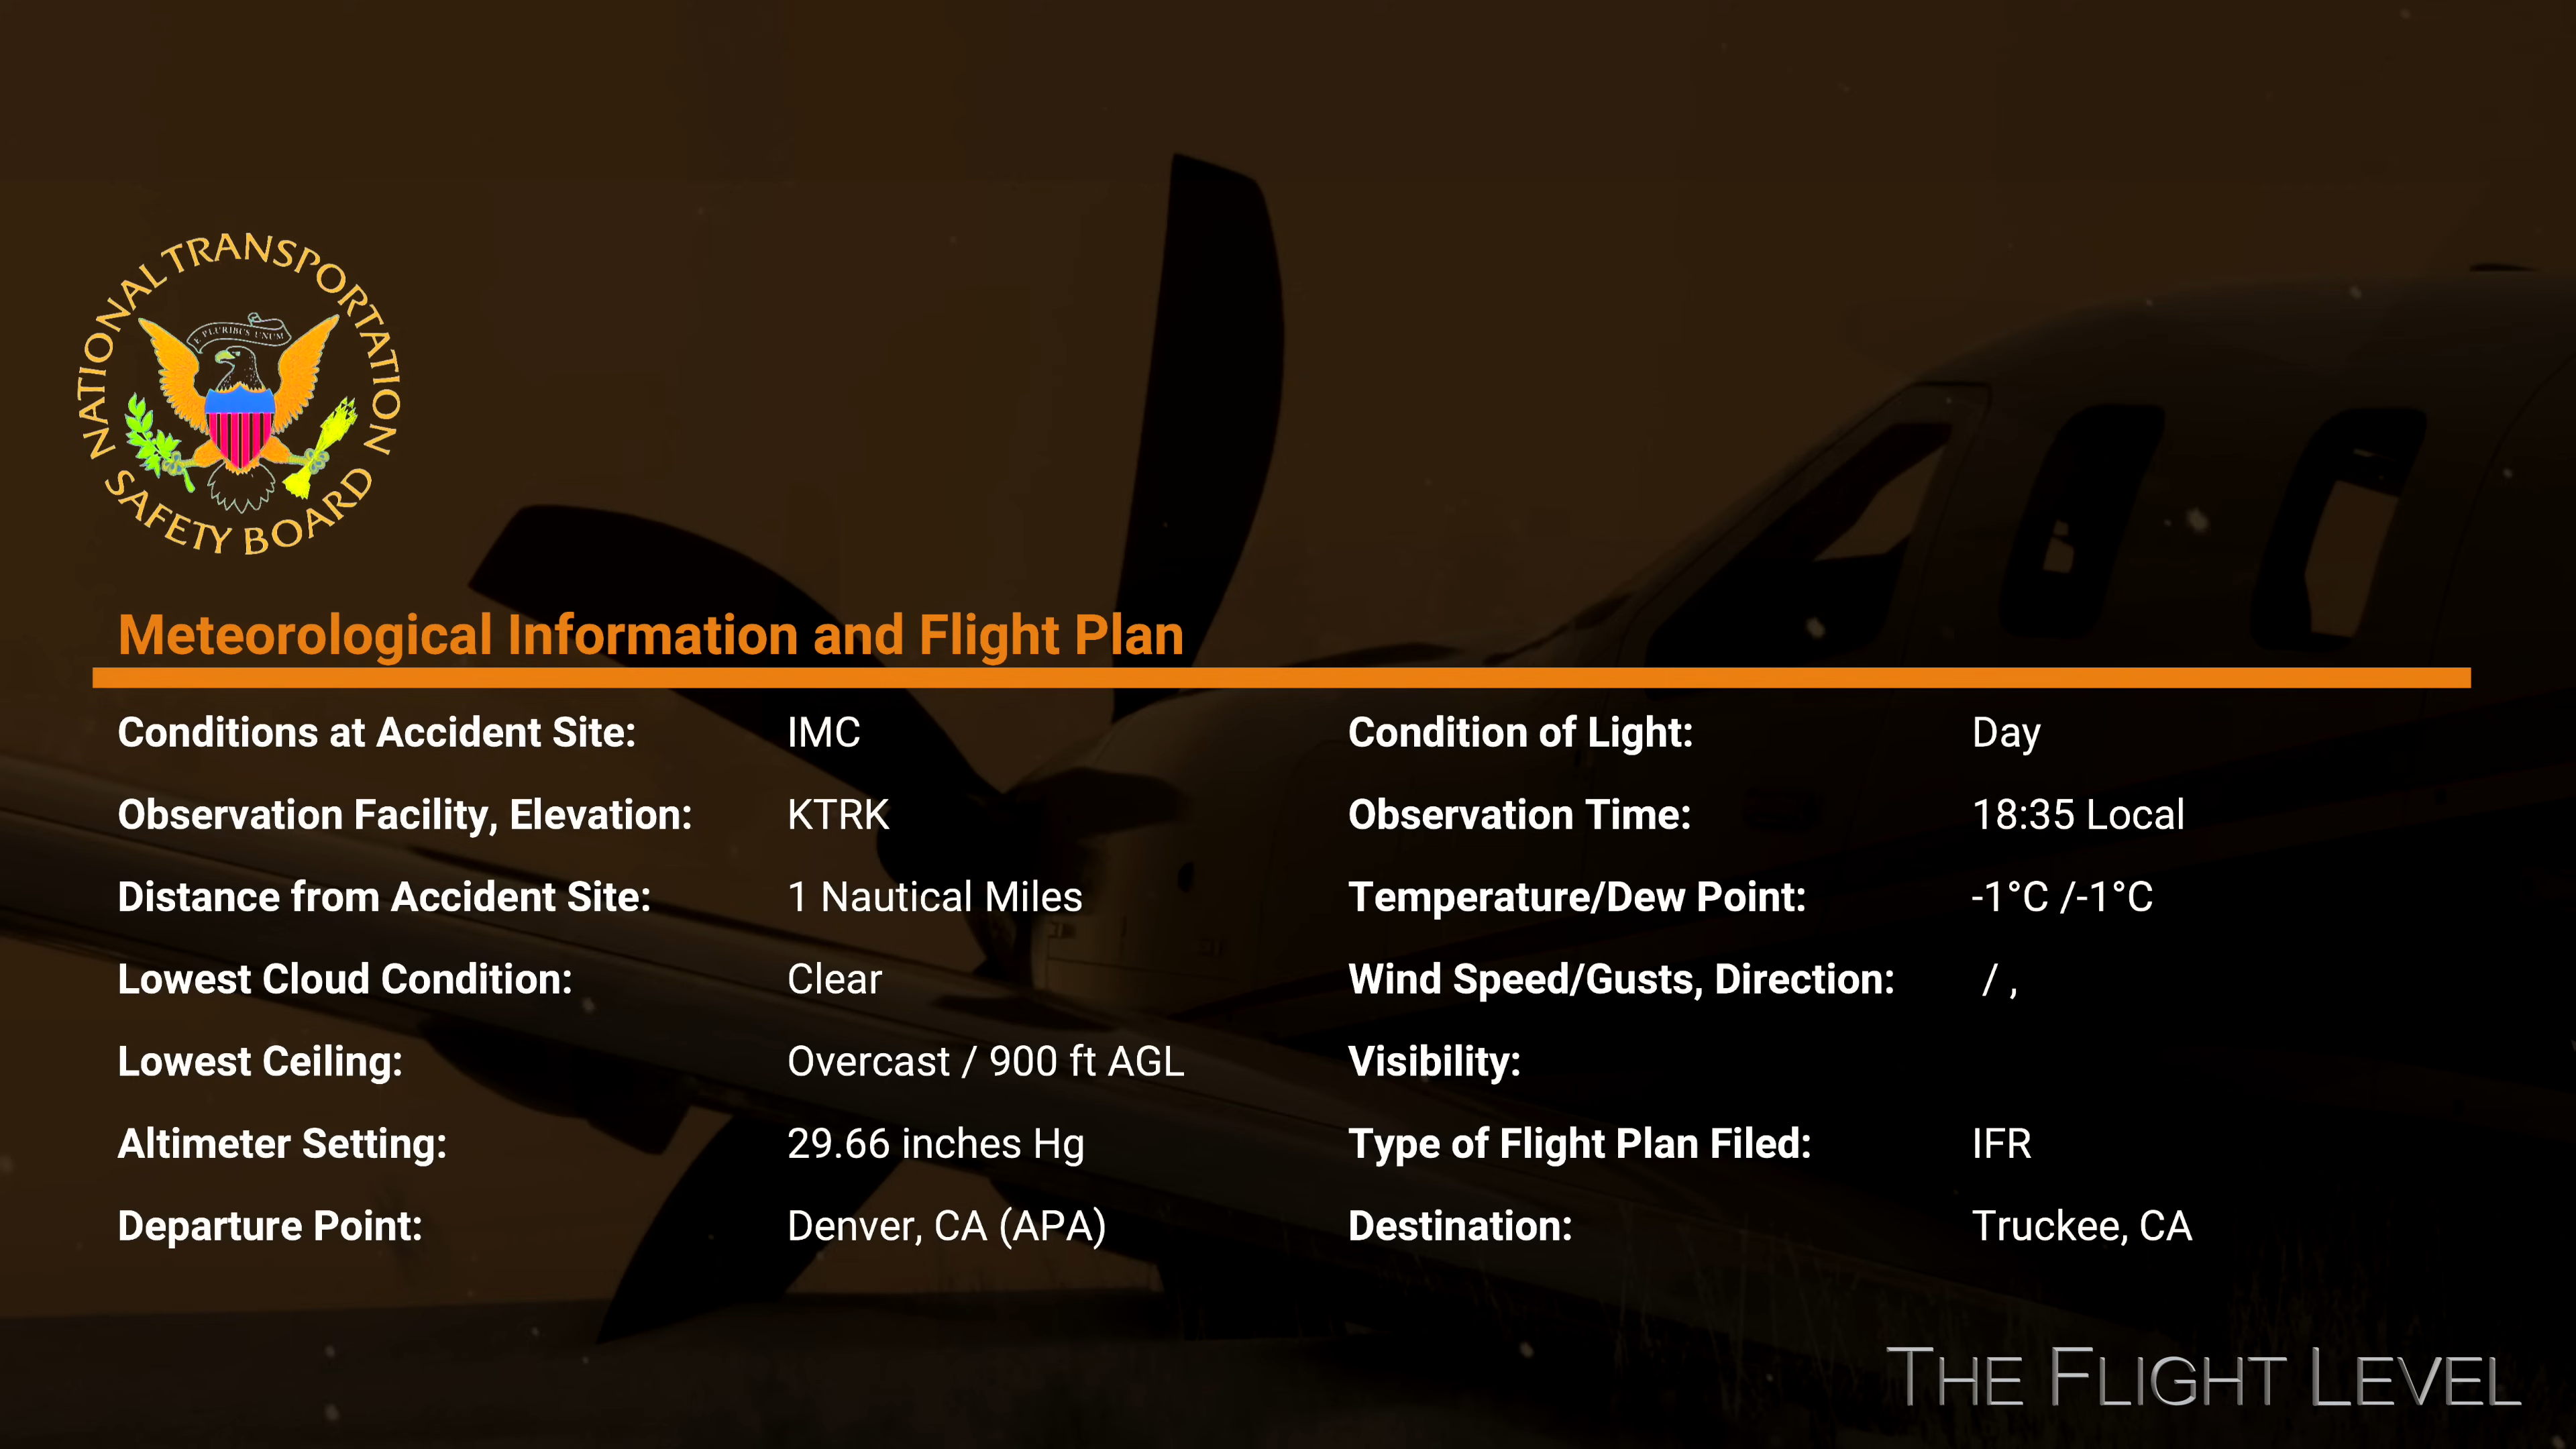 NATIONAL TRANSPORTATION SAFETY BOARD
E PLURIBUS UNUM
Meteorological Information and Flight Plan
Conditions at Accident Site: IMC Condition of Light: Day
Observation Facility, Elevation: KTRK Observation Time: 18:35 Local
Distance from Accident Site: 1 Nautical Miles Temperature/Dew Point: -1°C /-1°C
Lowest Cloud Condition: Clear Wind Speed/Gusts, Direction: / ,
Lowest Ceiling: Overcast / 900 ft AGL Visibility:
Altimeter Setting: 29.66 inches Hg Type of Flight Plan Filed: IFR
Departure Point: Denver, CA (APA) Destination: Truckee, CA
THE FLIGHT LEVEL